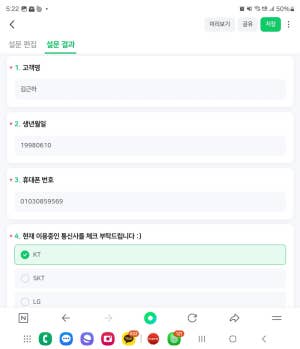 5:22
50%
미리보기 공유 저장
설문 편집 설문 결과
* 1. 고객명
김근하
* 2. 생년월일
19980610
* 3. 휴대폰 번호
01030859569
* 4. 현재 이용중인 통신사를 체크 부탁드립니다 :)
KT
SKT
LG
N